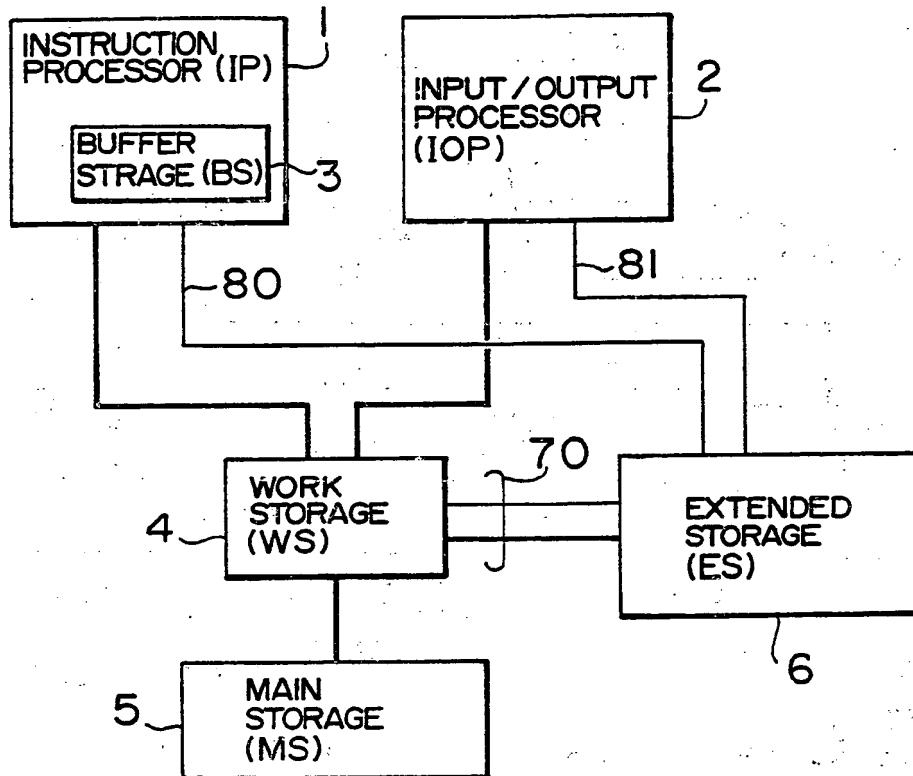 1
INSTRUCTION
PROCESSOR (IP)
BUFFER
STRAGE (BS)
3
INPUT / OUTPUT
PROCESSOR
(IOP)
2
80
81
70
WORK
STORAGE
(WS)
4
EXTENDED
STORAGE
(ES)
6
MAIN
STORAGE
(MS)
5